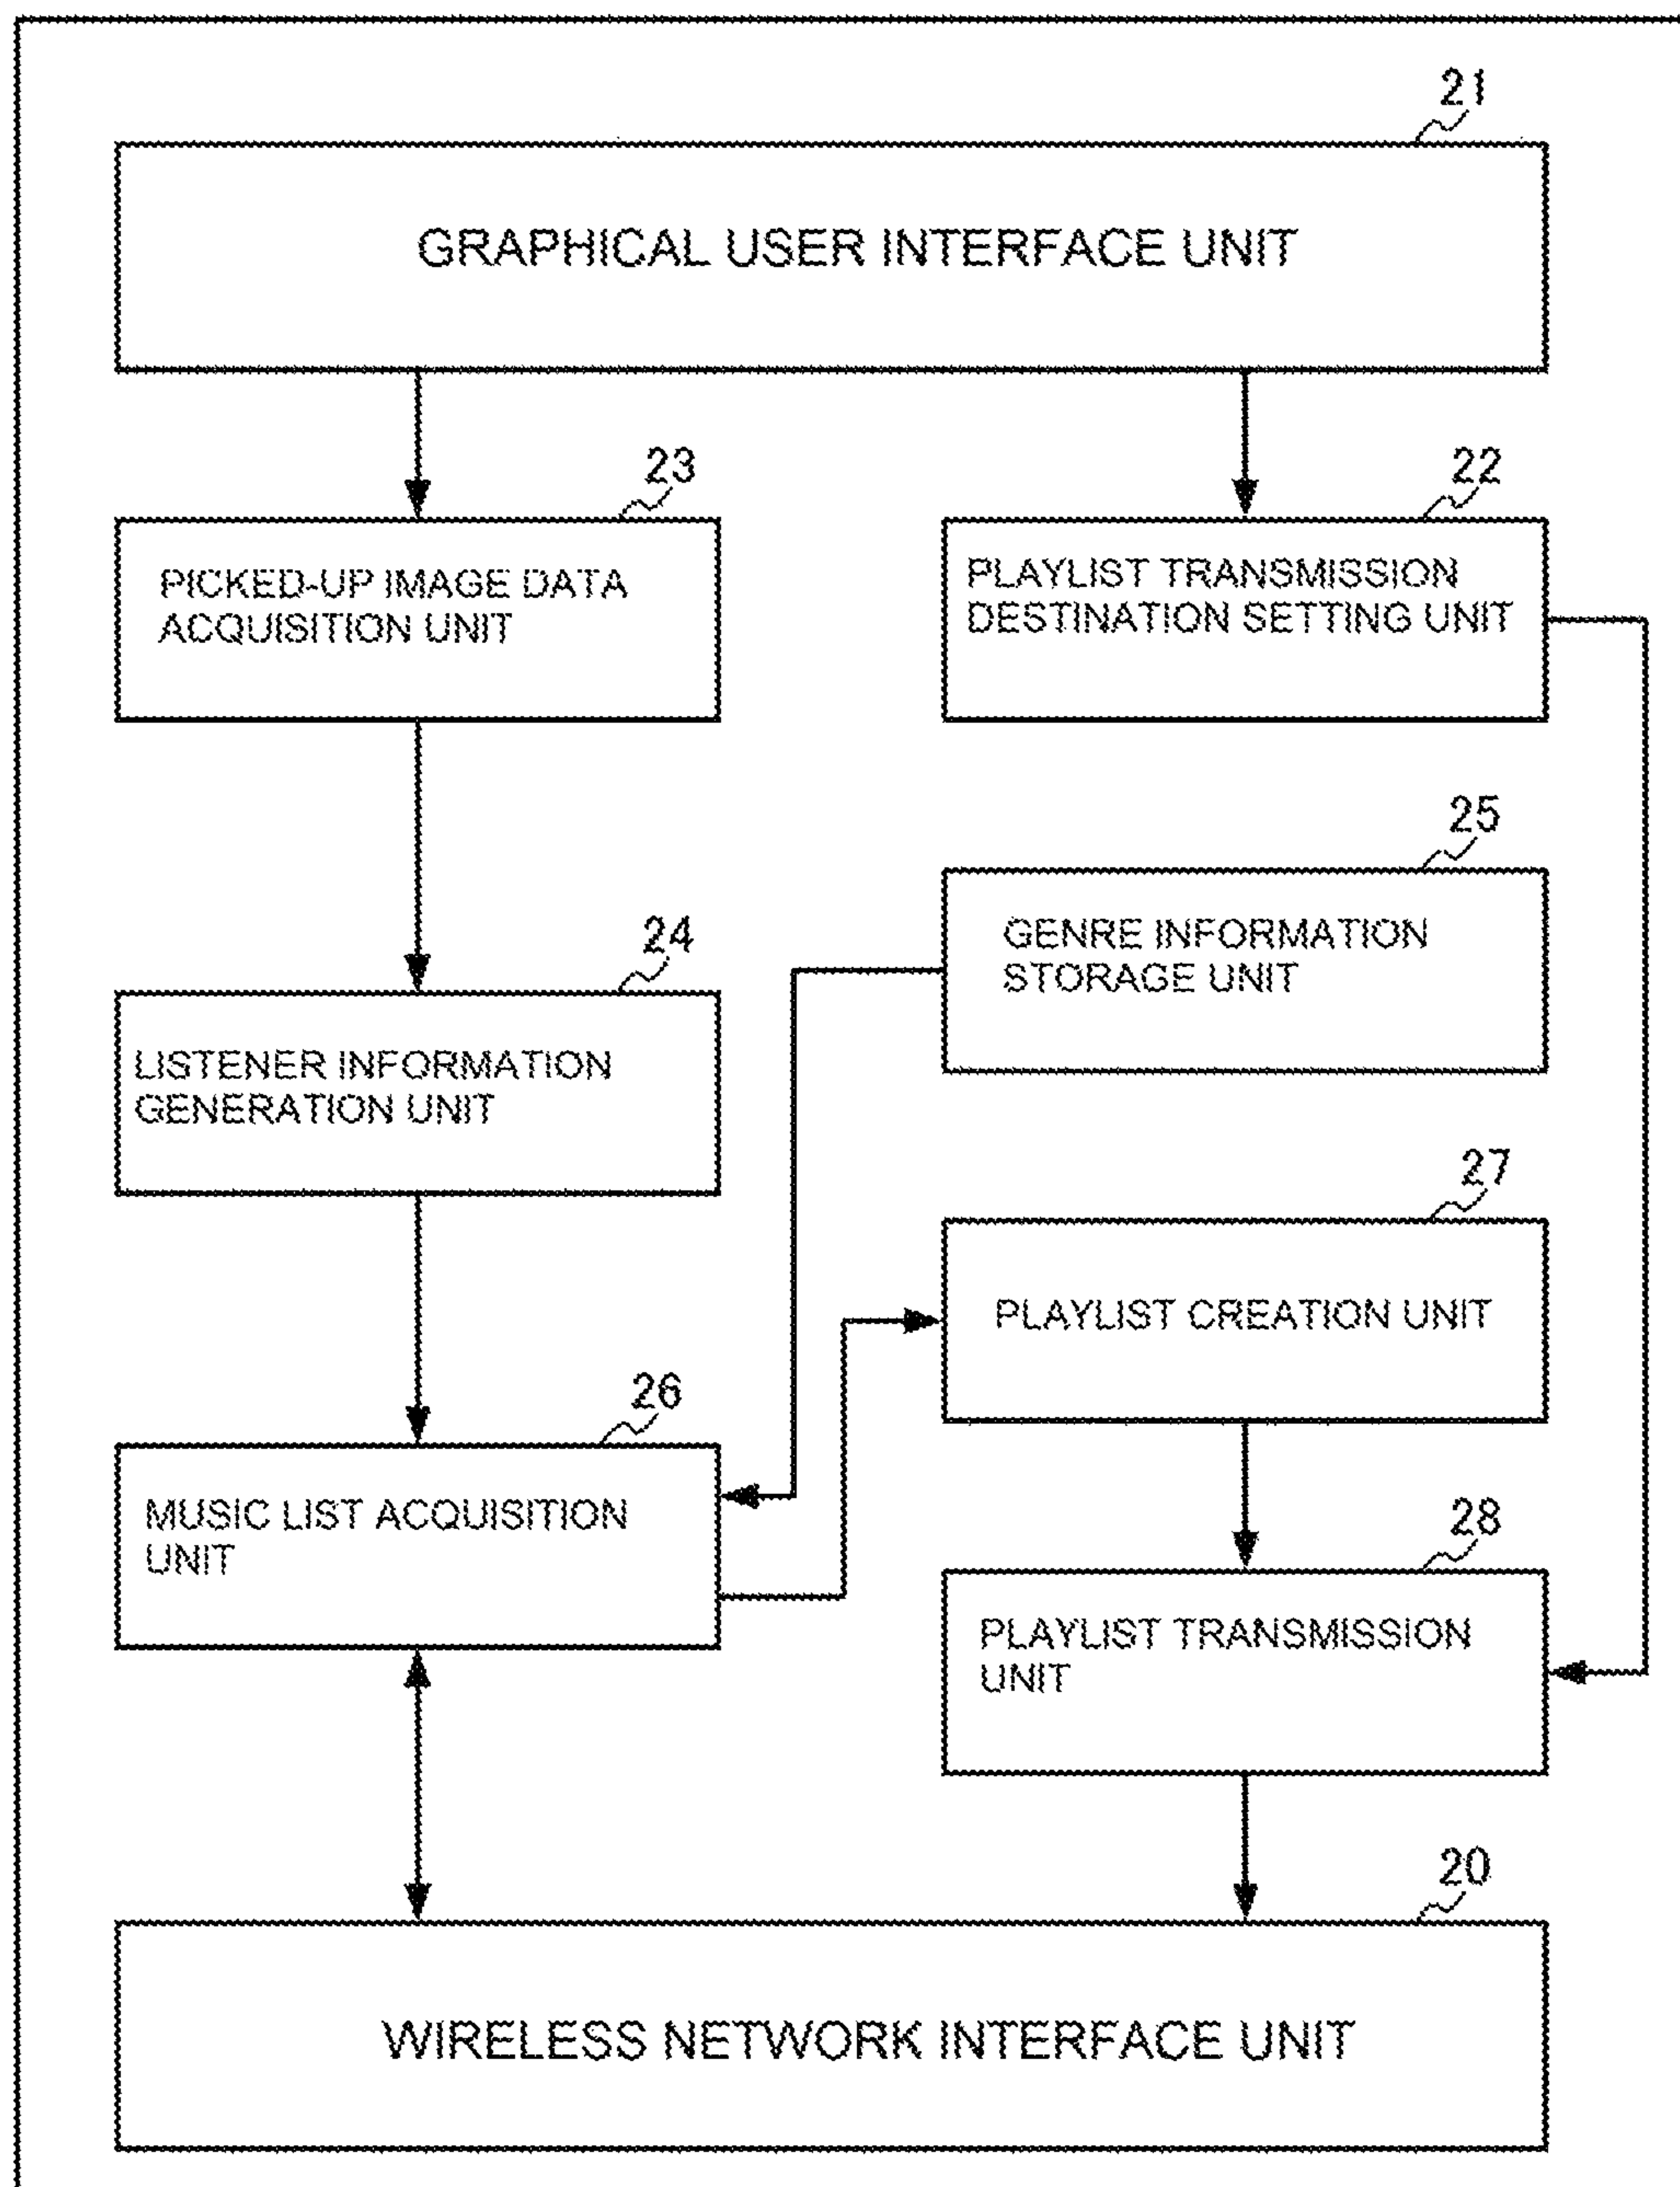 21
GRAPHICAL USER INTERFACE UNIT
23
PICKED-UP IMAGE DATA
ACQUISITION UNIT
22
PLAYLIST TRANSMISSION
DESTINATION SETTING UNIT
25
GENRE INFORMATION
STORAGE UNIT
24
LISTENER INFORMATION
GENERATION UNIT
27
PLAYLIST CREATION UNIT
26
MUSIC LIST ACQUISITION
UNIT
28
PLAYLIST TRANSMISSION
UNIT
20
WIRELESS NETWORK INTERFACE UNIT